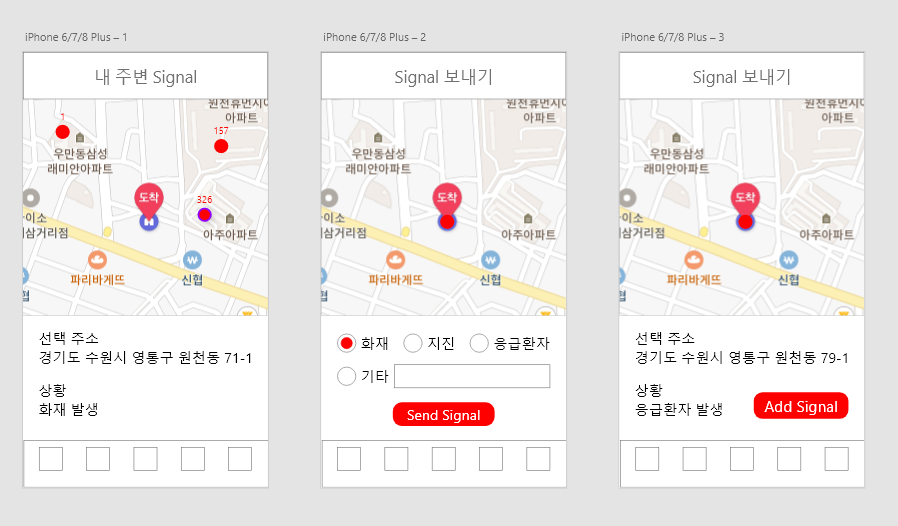 iPhone 6/7/8 Plus – 1
내 주변 Signal
원천휴먼시아
아파트
1
157
우만동삼성
래미안아파트
도착
326
이소
삼거리점
아주아파트
파리바게뜨
신협
협
선택 주소
경기도 수원시 영통구 원천동 71-1
상황
화재 발생
iPhone 6/7/8 Plus – 2
Signal 보내기
원천휴먼시아
아파트
우만동삼성
래미안아파트
도착
이소
삼거리점
아주아파트
파리바게뜨
신협
협
화재
지진
응급환자
기타
Send Signal
iPhone 6/7/8 Plus – 3
Signal 보내기
원천휴먼시아
아파트
우만동삼성
래미안아파트
도착
이소
삼거리점
아주아파트
파리바게뜨
신협
협
선택 주소
경기도 수원시 영통구 원천동 79-1
상황
응급환자 발생
Add Signal